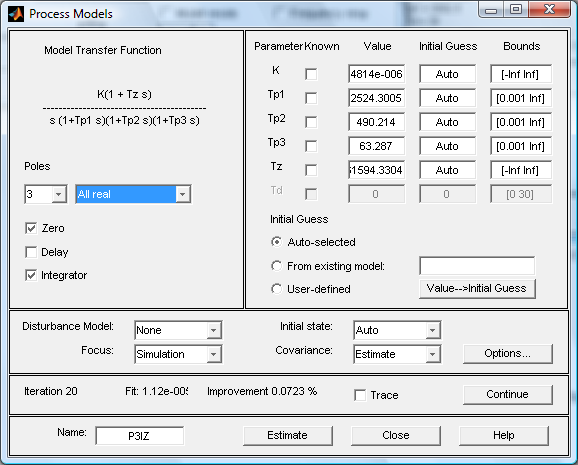 Process Models
Model Transfer Function
K(1 + Tz s)
s (1+Tp1 s)(1+Tp2 s)(1+Tp3 s)
Poles
3 All real
Zero
Delay
Integrator
Parameter Known Value Initial Guess Bounds
K 4814e-006 Auto [-Inf Inf]
Tp1 2524.3005 Auto [0.001 Inf]
Tp2 490.214 Auto [0.001 Inf]
Tp3 63.287 Auto [0.001 Inf]
Tz 1594.3304 Auto [-Inf Inf]
Td 0 0 [0 30]
Initial Guess
Auto-selected
From existing model:
User-defined Value-->Initial Guess
Disturbance Model: None Initial state: Auto
Focus: Simulation Covariance: Estimate Options...
Iteration 20 Fit: 1.12e-005 Improvement 0.0723 % Trace Continue
Name: P3IZ Estimate Close Help